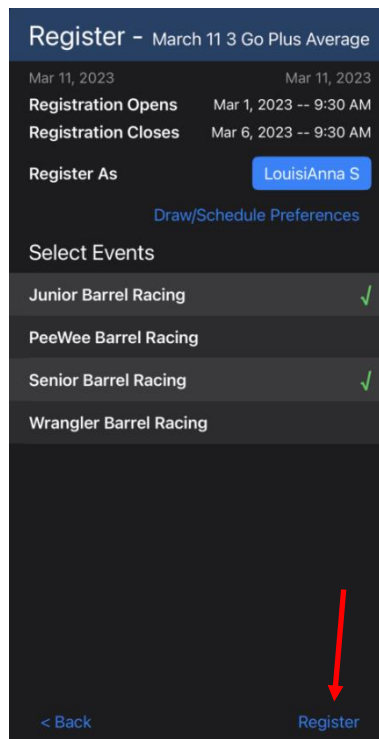 Register - March 11 3 Go Plus Average
Mar 11, 2023 Mar 11, 2023
Registration Opens Mar 1, 2023 -- 9:30 AM
Registration Closes Mar 6, 2023 -- 9:30 AM
Register As LouisiAnna S
Draw/Schedule Preferences
Select Events
Junior Barrel Racing √
PeeWee Barrel Racing
Senior Barrel Racing √
Wrangler Barrel Racing
< Back Register